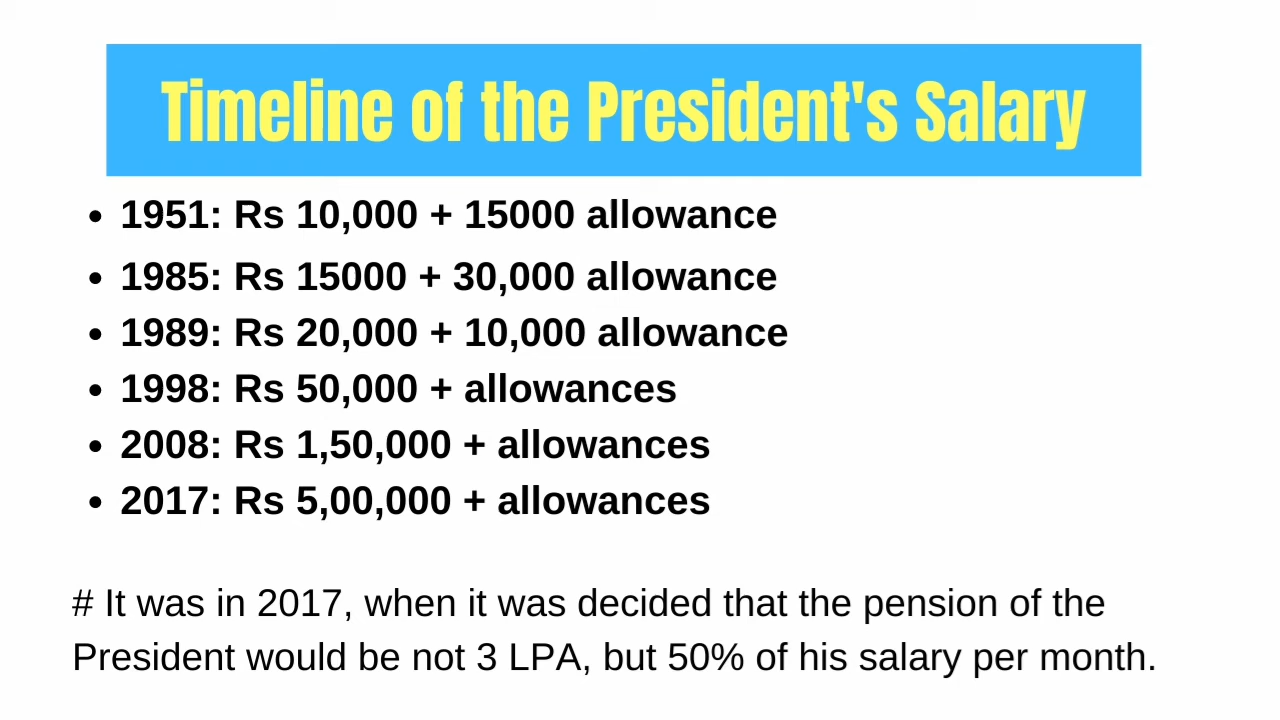 Timeline of the President's Salary
• 1951: Rs 10,000 + 15000 allowance
• 1985: Rs 15000 + 30,000 allowance
• 1989: Rs 20,000 + 10,000 allowance
• 1998: Rs 50,000 + allowances
• 2008: Rs 1,50,000 + allowances
• 2017: Rs 5,00,000 + allowances
# It was in 2017, when it was decided that the pension of the
President would be not 3 LPA, but 50% of his salary per month.